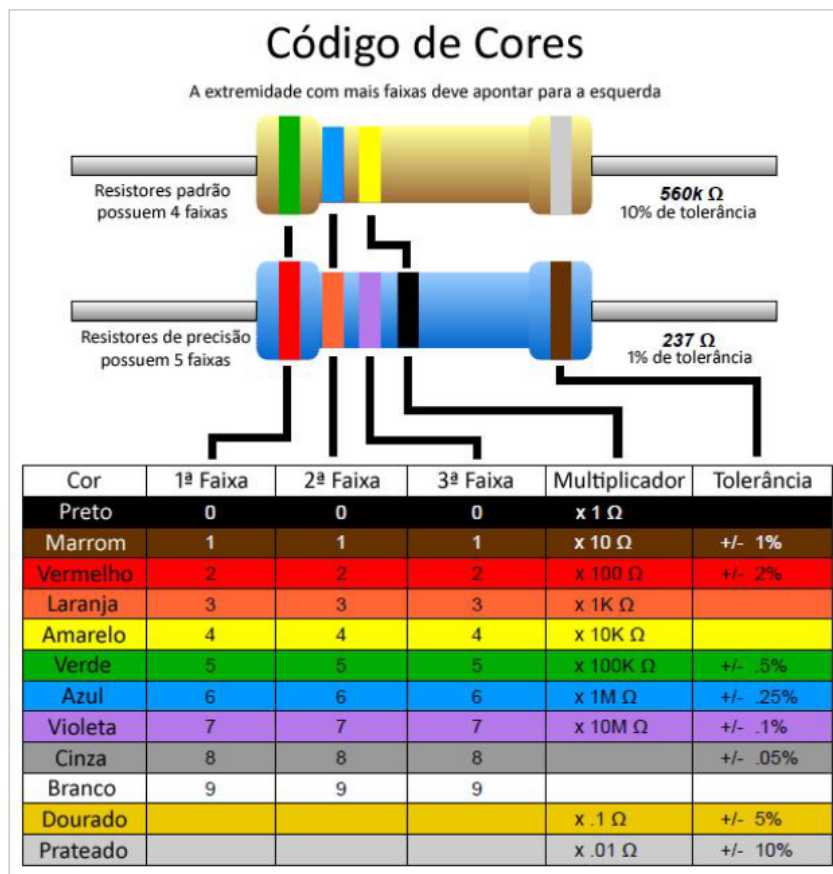 Código de Cores
A extremidade com mais faixas deve apontar para a esquerda
Resistores padrão
possuem 4 faixas
560k Ω
10% de tolerância
Resistores de precisão
possuem 5 faixas
237 Ω
1% de tolerância
Cor 1ª Faixa 2ª Faixa 3ª Faixa Multiplicador Tolerância
Preto 0 0 0 x 1 Ω
Marrom 1 1 1 x 10 Ω +/- 1%
Vermelho 2 2 2 x 100 Ω +/- 2%
Laranja 3 3 3 x 1K Ω
Amarelo 4 4 4 x 10K Ω
Verde 5 5 5 x 100K Ω +/- .5%
Azul 6 6 6 x 1M Ω +/- .25%
Violeta 7 7 7 x 10M Ω +/- .1%
Cinza 8 8 8 +/- .05%
Branco 9 9 9
Dourado x .1 Ω +/- 5%
Prateado x .01 Ω +/- 10%